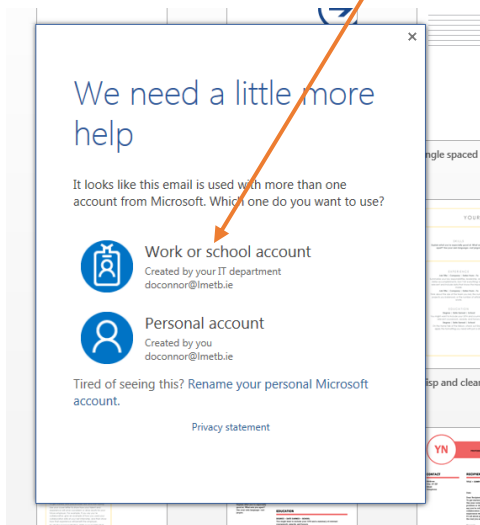 We need a little more
help
It looks like this email is used with more than one
account from Microsoft. Which one do you want to use?
Work or school account
Created by your IT department
doconnor@lmetb.ie
Personal account
Created by you
doconnor@lmetb.ie
Tired of seeing this? Rename your personal Microsoft
account.
Privacy statement
ngle spaced
YOUR
isp and clear
YN
EDUCATION